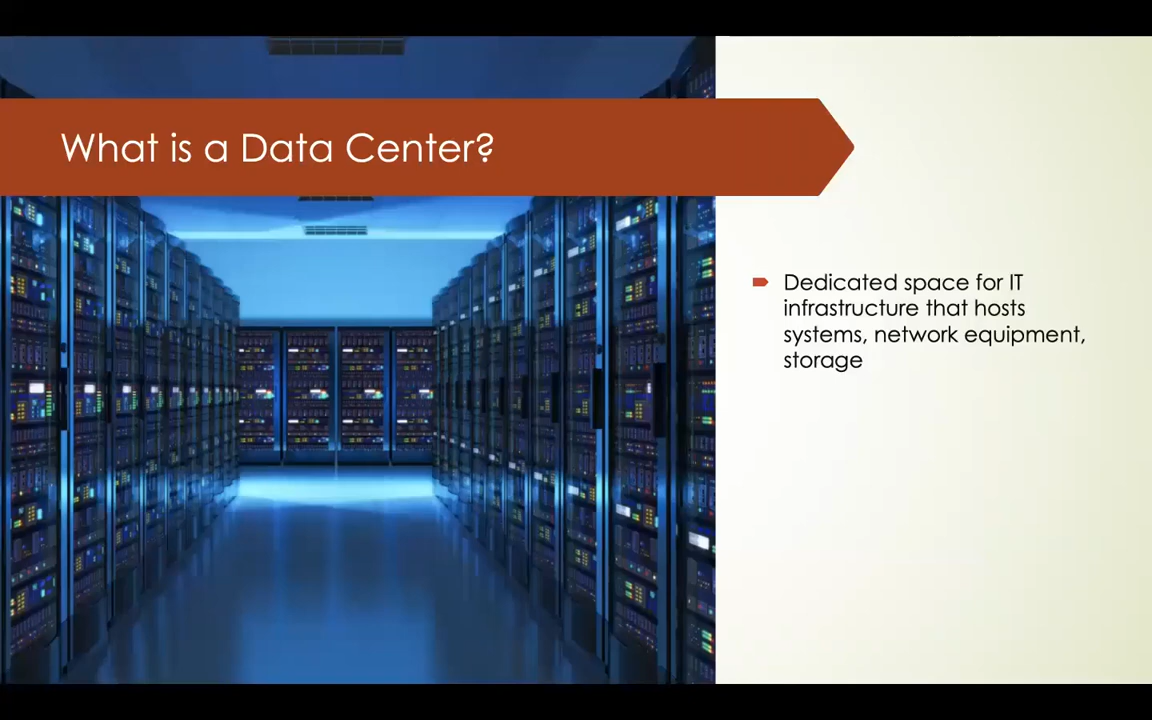 What is a Data Center?
Dedicated space for IT
infrastructure that hosts
systems, network equipment,
storage